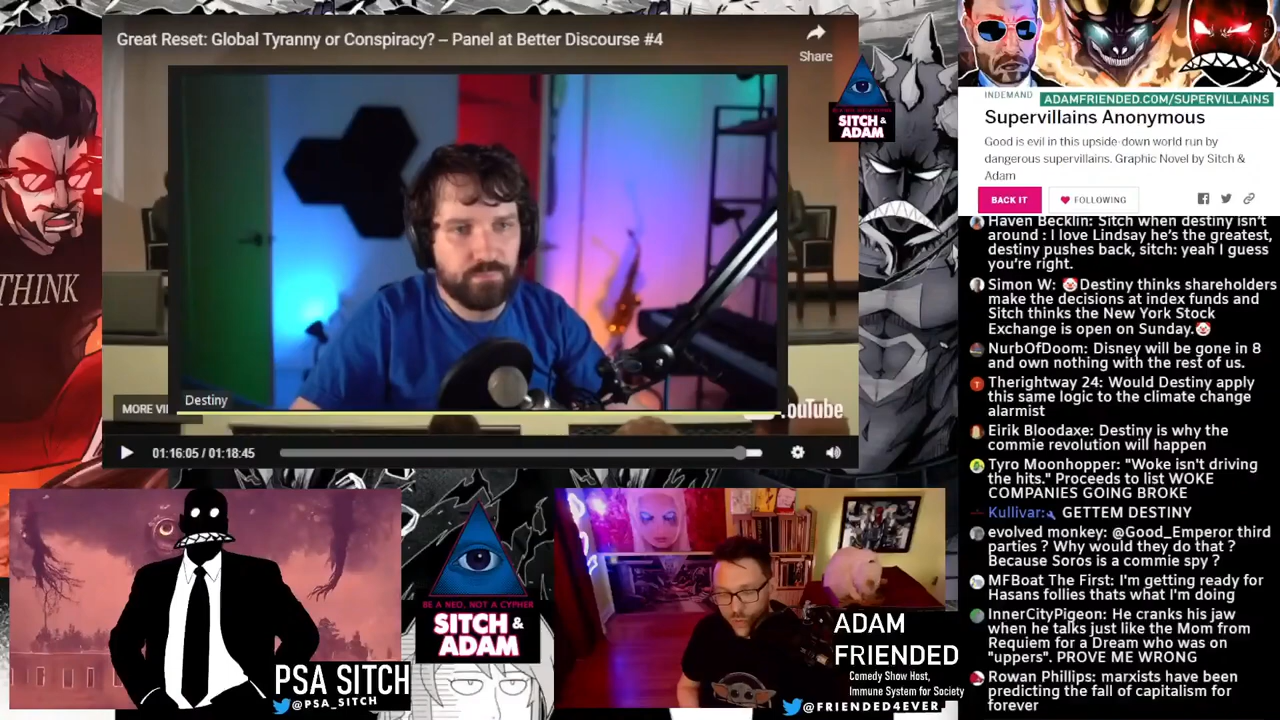 Great Reset: Global Tyranny or Conspiracy? – Panel at Better Discourse #4
Share
SITCH &
ADAM
THINK
Destiny
MORE VI
ouTube
01:16:05 / 01:18:45
INDEMAND
ADAMFRIENDED.COM/SUPERVILLAINS
Supervillains Anonymous
Good is evil in this upside-down world run by
dangerous supervillains. Graphic Novel by Sitch &
Adam
BACK IT
FOLLOWING
Haven Becklin: Sitch when destiny isn't
around : I love Lindsay he's the greatest,
destiny pushes back, sitch: yeah I guess
you're right.
Simon W: 🤡Destiny thinks shareholders
make the decisions at index funds and
Sitch thinks the New York Stock
Exchange is open on Sunday.🤡
NurbOfDoom: Disney will be gone in 8
and own nothing with the rest of us.
Therightway 24: Would Destiny apply
this same logic to the climate change
alarmist
Eirik Bloodaxe: Destiny is why the
commie revolution will happen
Tyro Moonhopper: "Woke isn't driving
the hits." Proceeds to list WOKE
COMPANIES GOING BROKE
Kullivar: GETTEM DESTINY
evolved monkey: @Good_Emperor third
parties ? Why would they do that ?
Because Soros is a commie spy ?
MFBoat The First: I'm getting ready for
Hasans follies thats what I'm doing
InnerCityPigeon: He cranks his jaw
when he talks just like the Mom from
Requiem for a Dream who was on
"uppers". PROVE ME WRONG
Rowan Phillips: marxists have been
predicting the fall of capitalism for
forever
PSA SITCH
@PSA_SITCH
BE A NEO, NOT A CYPHER
SITCH &
ADAM
ADAM
FRIENDED
Comedy Show Host,
Immune System for Society
@FRIENDED4EVER